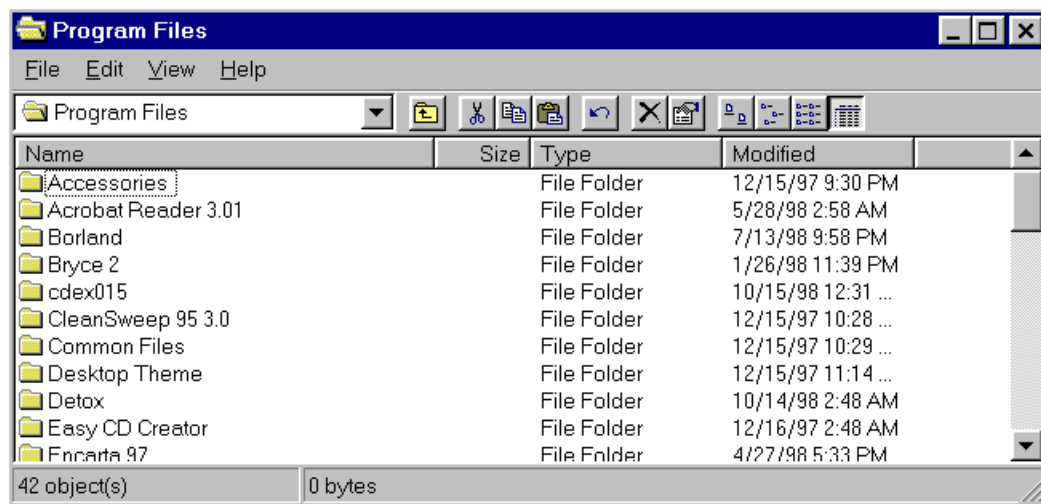 Program Files
File Edit View Help
Program Files
Name Size Type Modified
Accessories File Folder 12/15/97 9:30 PM
Acrobat Reader 3.01 File Folder 5/28/98 2:58 AM
Borland File Folder 7/13/98 9:58 PM
Bryce 2 File Folder 1/26/98 11:39 PM
cdex015 File Folder 10/15/98 12:31 ...
CleanSweep 95 3.0 File Folder 12/15/97 10:28 ...
Common Files File Folder 12/15/97 10:29 ...
Desktop Theme File Folder 12/15/97 11:14 ...
Detox File Folder 10/14/98 2:48 AM
Easy CD Creator File Folder 12/16/97 2:48 AM
Encarta 97 File Folder 4/27/98 5:33 PM
42 object(s) 0 bytes